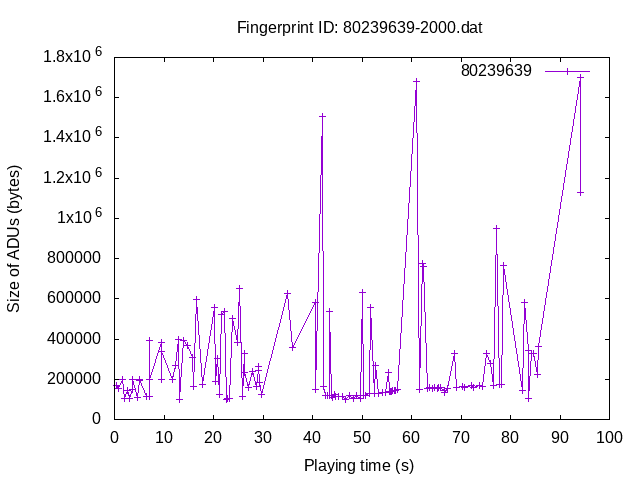 Fingerprint ID: 80239639-2000.dat
1.8x10^6
80239639
1.6x10^6
1.4x10^6
1.2x10^6
1x10^6
800000
600000
400000
200000
0
Size of ADUs (bytes)
0 10 20 30 40 50 60 70 80 90 100
Playing time (s)